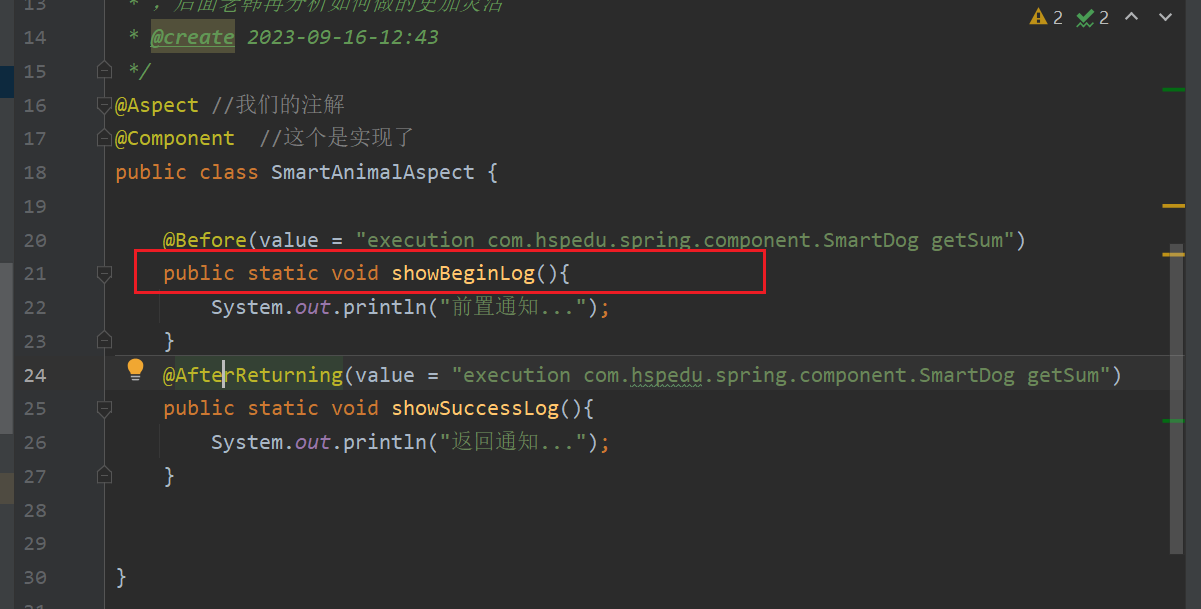 13 * ，后面老韩再分析如何做的更加灵活
14 * @create 2023-09-16-12:43
15 */
16 @Aspect //我们的注解
17 @Component //这个是实现了
18 public class SmartAnimalAspect {
19
20 @Before(value = "execution com.hspedu.spring.component.SmartDog getSum")
21 public static void showBeginLog(){
22 System.out.println("前置通知...");
23 }
24 @AfterReturning(value = "execution com.hspedu.spring.component.SmartDog getSum")
25 public static void showSuccessLog(){
26 System.out.println("返回通知...");
27 }
28
29
30 }
31
2 2